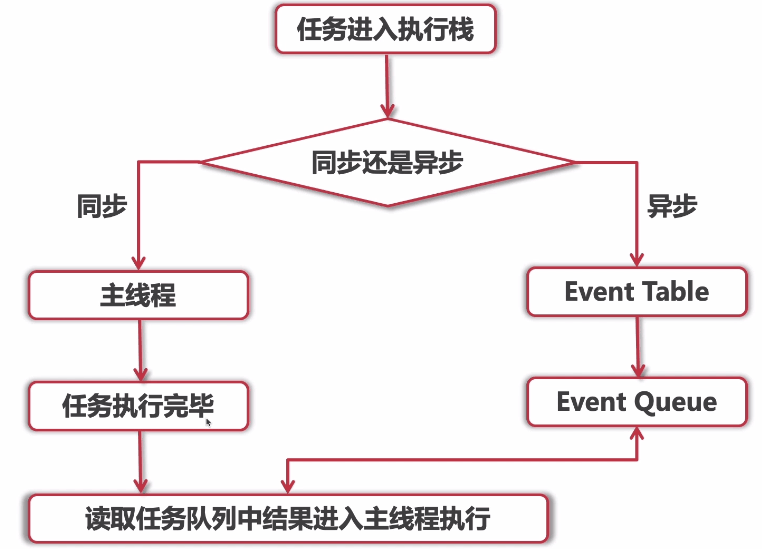 任务进入执行栈
同步还是异步
同步
异步
主线程
Event Table
任务执行完毕
Event Queue
读取任务队列中结果进入主线程执行